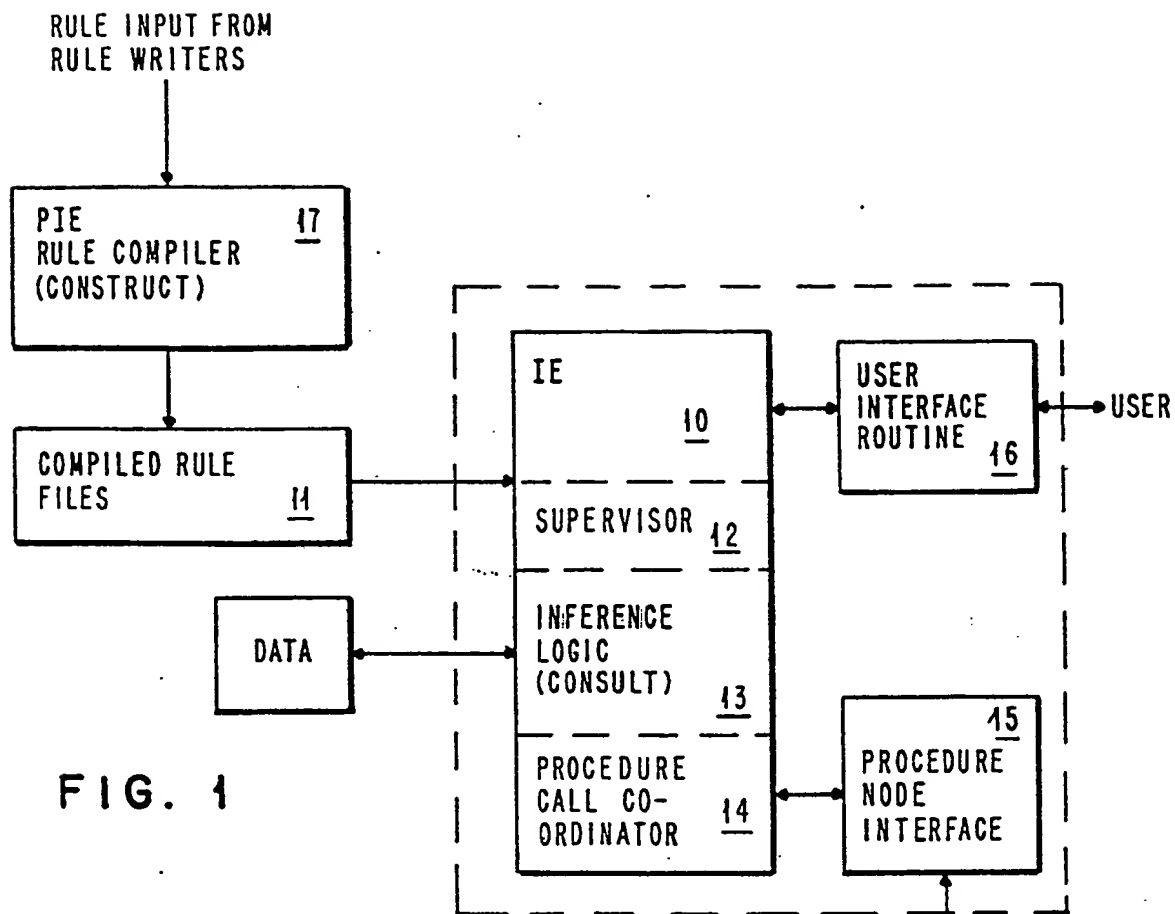 RULE INPUT FROM
RULE WRITERS
PIE 17
RULE COMPILER
(CONSTRUCT)
COMPILED RULE
FILES 11
DATA
IE
10
SUPERVISOR 12
INFERENCE
LOGIC
(CONSULT)
13
PROCEDURE
CALL CO-
ORDINATOR 14
USER
INTERFACE
ROUTINE
16
USER
15
PROCEDURE
NODE
INTERFACE
FIG. 1